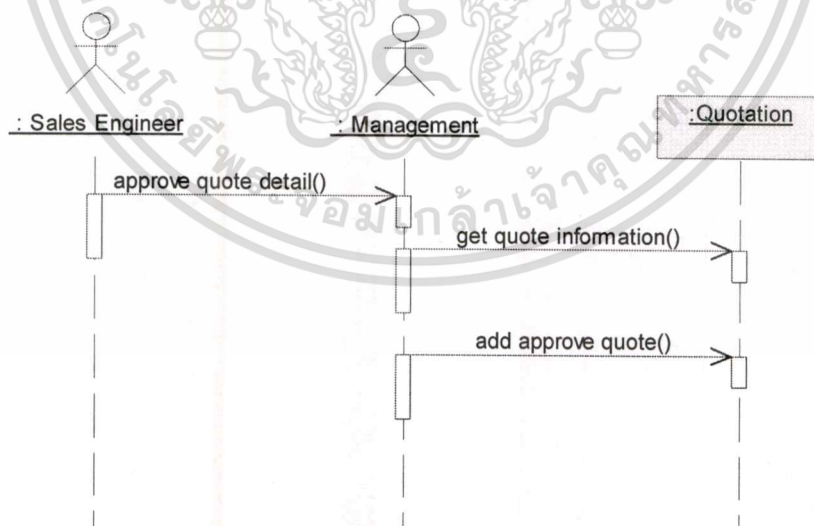 : Sales Engineer
: Management
:Quotation
approve quote detail()
get quote information()
add approve quote()